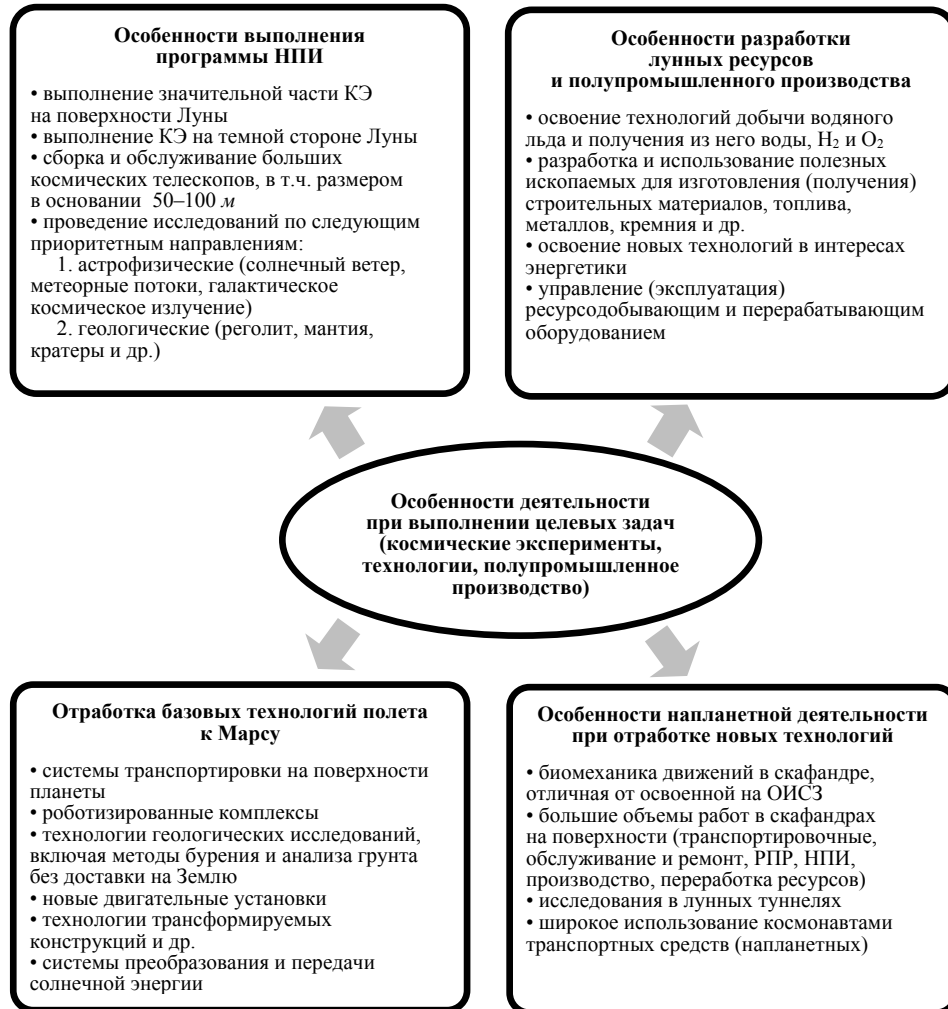 Особенности выполнения
программы НПИ
• выполнение значительной части КЭ
на поверхности Луны
• выполнение КЭ на темной стороне Луны
• сборка и обслуживание больших
космических телескопов, в т.ч. размером
в основании 50–100 м
• проведение исследований по следующим
приоритетным направлениям:
1. астрофизические (солнечный ветер,
метеорные потоки, галактическое
космическое излучение)
2. геологические (реголит, мантия,
кратеры и др.)
Особенности разработки
лунных ресурсов
и полупромышленного производства
• освоение технологий добычи водяного
льда и получения из него воды, H₂ и O₂
• разработка и использование полезных
ископаемых для изготовления (получения)
строительных материалов, топлива,
металлов, кремния и др.
• освоение новых технологий в интересах
энергетики
• управление (эксплуатация)
ресурсодобывающим и перерабатывающим
оборудованием
Особенности деятельности
при выполнении целевых задач
(космические эксперименты,
технологии, полупромышленное
производство)
Отработка базовых технологий полета
к Марсу
• системы транспортировки на поверхности
планеты
• роботизированные комплексы
• технологии геологических исследований,
включая методы бурения и анализа грунта
без доставки на Землю
• новые двигательные установки
• технологии трансформируемых
конструкций и др.
• системы преобразования и передачи
солнечной энергии
Особенности напланетной деятельности
при отработке новых технологий
• биомеханика движений в скафандре,
отличная от освоенной на ОИСЗ
• большие объемы работ в скафандрах
на поверхности (транспортировочные,
обслуживание и ремонт, РПР, НПИ,
производство, переработка ресурсов)
• исследования в лунных туннелях
• широкое использование космонавтами
транспортных средств (напланетных)